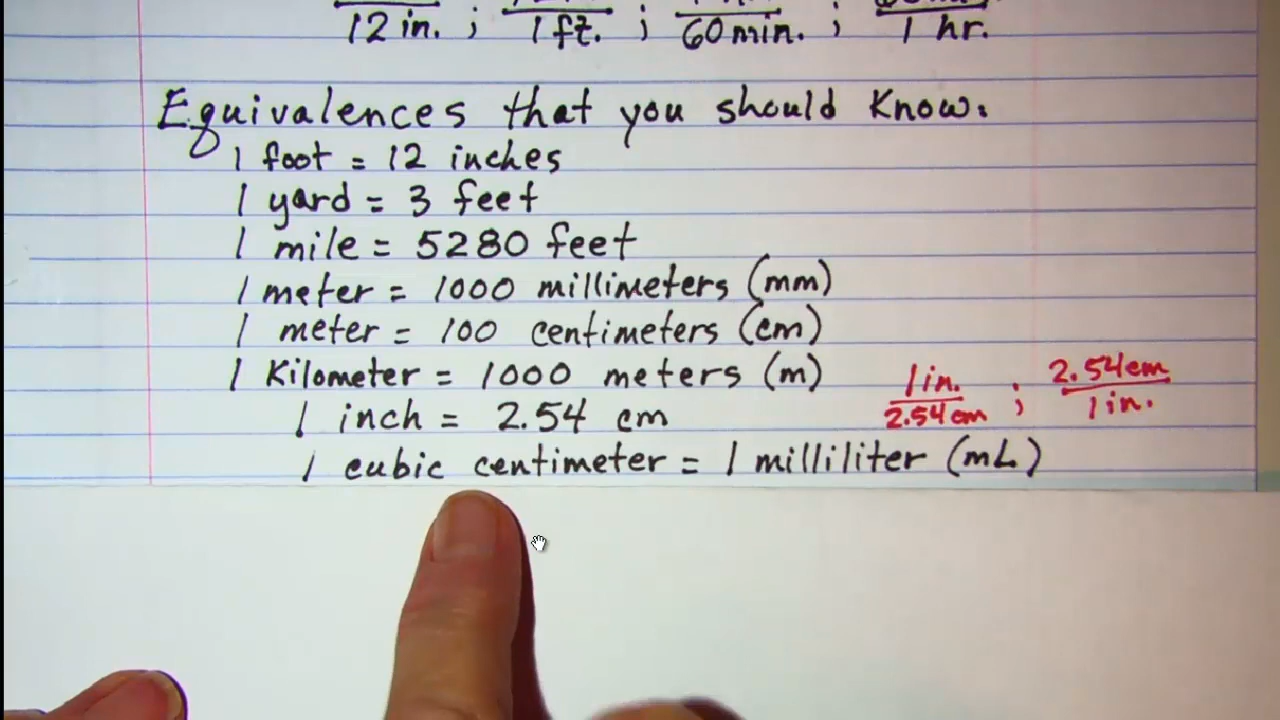 12 in. ; 1 ft. ; 60 min. ; 1 hr.
Equivalences that you should know:
1 foot = 12 inches
1 yard = 3 feet
1 mile = 5280 feet
1 meter = 1000 millimeters (mm)
1 meter = 100 centimeters (cm)
1 Kilometer = 1000 meters (m)
1 inch = 2.54 cm
1 in. / 2.54 cm ; 2.54 cm / 1 in.
1 cubic centimeter = 1 milliliter (mL)